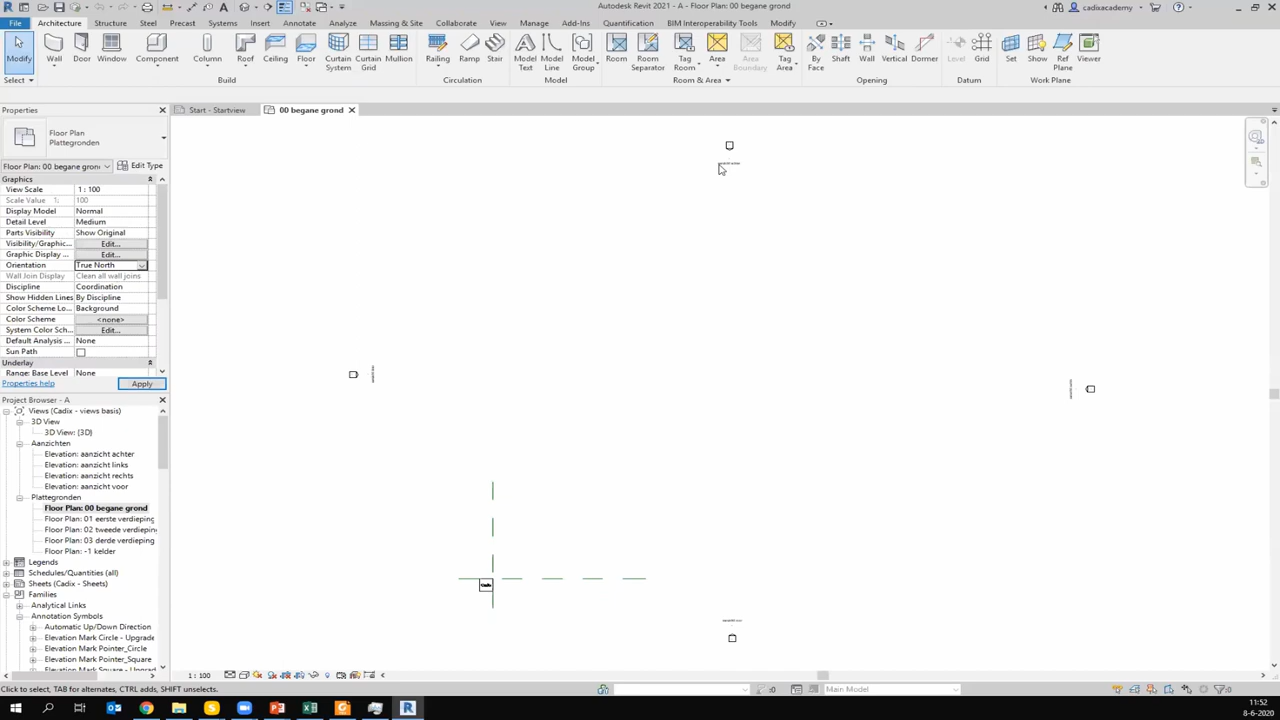 Autodesk Revit 2021 - A - Floor Plan: 00 begane grond
cadixacademy
File Architecture Structure Steel Precast Systems Insert Annotate Analyze Massing & Site Collaborate View Manage Add-Ins Quantification BIM Interoperability Tools Modify
Modify Wall Door Window Component Column Roof Ceiling Floor Curtain System Curtain Grid Mullion Railing Ramp Stair Model Text Model Line Model Group Room Room Separator Tag Room Area Area Boundary Tag Area By Face Shaft Wall Vertical Dormer Level Grid Set Show Ref Plane Viewer
Select Build Circulation Model Room & Area Opening Datum Work Plane
Properties
Start - Startview
00 begane grond
Floor Plan
Plattegronden
Floor Plan: 00 begane gron
Edit Type
Graphics
View Scale 1 : 100
Scale Value 1: 100
Display Model Normal
Detail Level Medium
Parts Visibility Show Original
Visibility/Graphic... Edit...
Graphic Display ... Edit...
Orientation True North
Wall Join Display Clean all wall joins
Discipline Coordination
Show Hidden Lines By Discipline
Color Scheme Lo... Background
Color Scheme <none>
System Color Sch... Edit...
Default Analysis ... None
Sun Path
Underlay
Range: Base Level None
Properties help
Apply
Project Browser - A
Views (Cadix - views basis)
3D View
3D View: {3D}
Aanzichten
Elevation: aanzicht achter
Elevation: aanzicht links
Elevation: aanzicht rechts
Elevation: aanzicht voor
Plattegronden
Floor Plan: 00 begane grond
Floor Plan: 01 eerste verdieping
Floor Plan: 02 tweede verdieping
Floor Plan: 03 derde verdieping
Floor Plan: -1 kelder
Legends
Schedules/Quantities (all)
Sheets (Cadix - Sheets)
Families
Analytical Links
Annotation Symbols
Automatic Up/Down Direction
Elevation Mark Circle - Upgrade
Elevation Mark Pointer_Circle
Elevation Mark Pointer_Square
Elevation Mark Square - Upgrad
Cadix
1 : 100
Click to select, TAB for alternates, CTRL adds, SHIFT unselects.
:0
Main Model
:0
11:52
8-6-2020